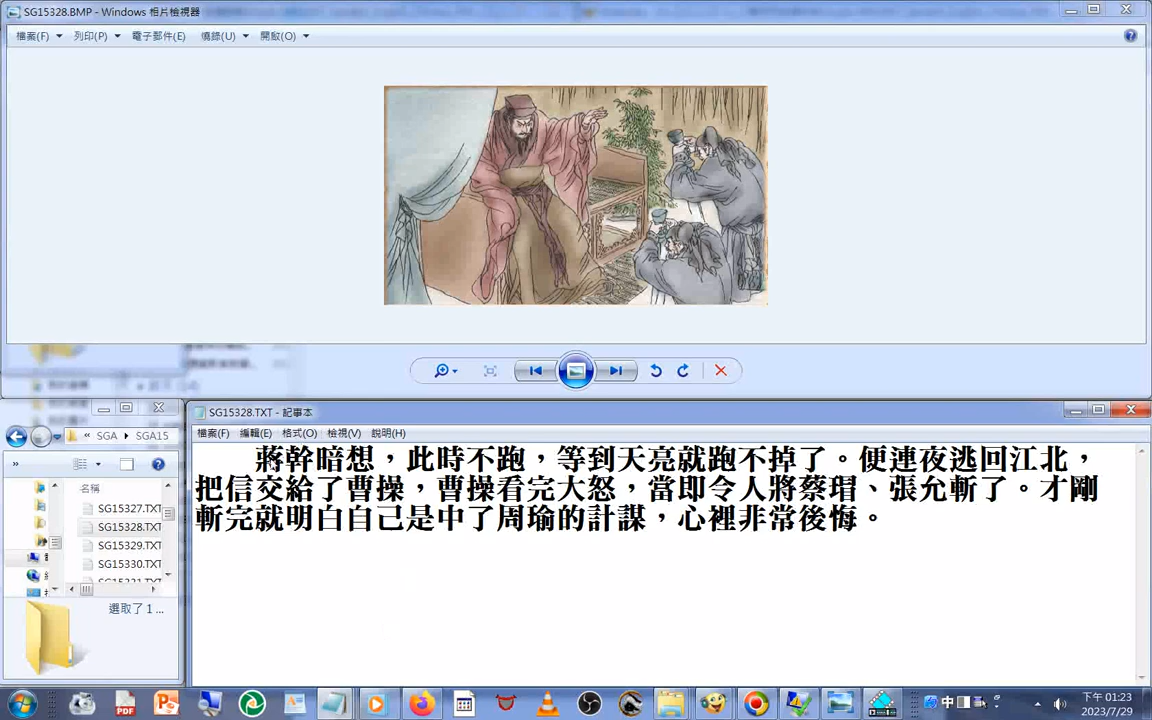 SG15328.BMP - Windows 相片檢視器
檔案(F) 列印(P) 電子郵件(E) 燒錄(U) 開啟(O)
SG15328.TXT - 記事本
檔案(F) 編輯(E) 格式(O) 檢視(V) 說明(H)
蔣幹暗想，此時不跑，等到天亮就跑不掉了。便連夜逃回江北，
把信交給了曹操，曹操看完大怒，當即令人將蔡瑁、張允斬了。才剛
斬完就明白自己是中了周瑜的計謀，心裡非常後悔。
« SGA SGA15
»
名稱
SG15327.TXT
SG15328.TXT
SG15329.TXT
SG15330.TXT
SG15331.TXT
選取了 1 ...
PDF
中
下午 01:23
2023/7/29